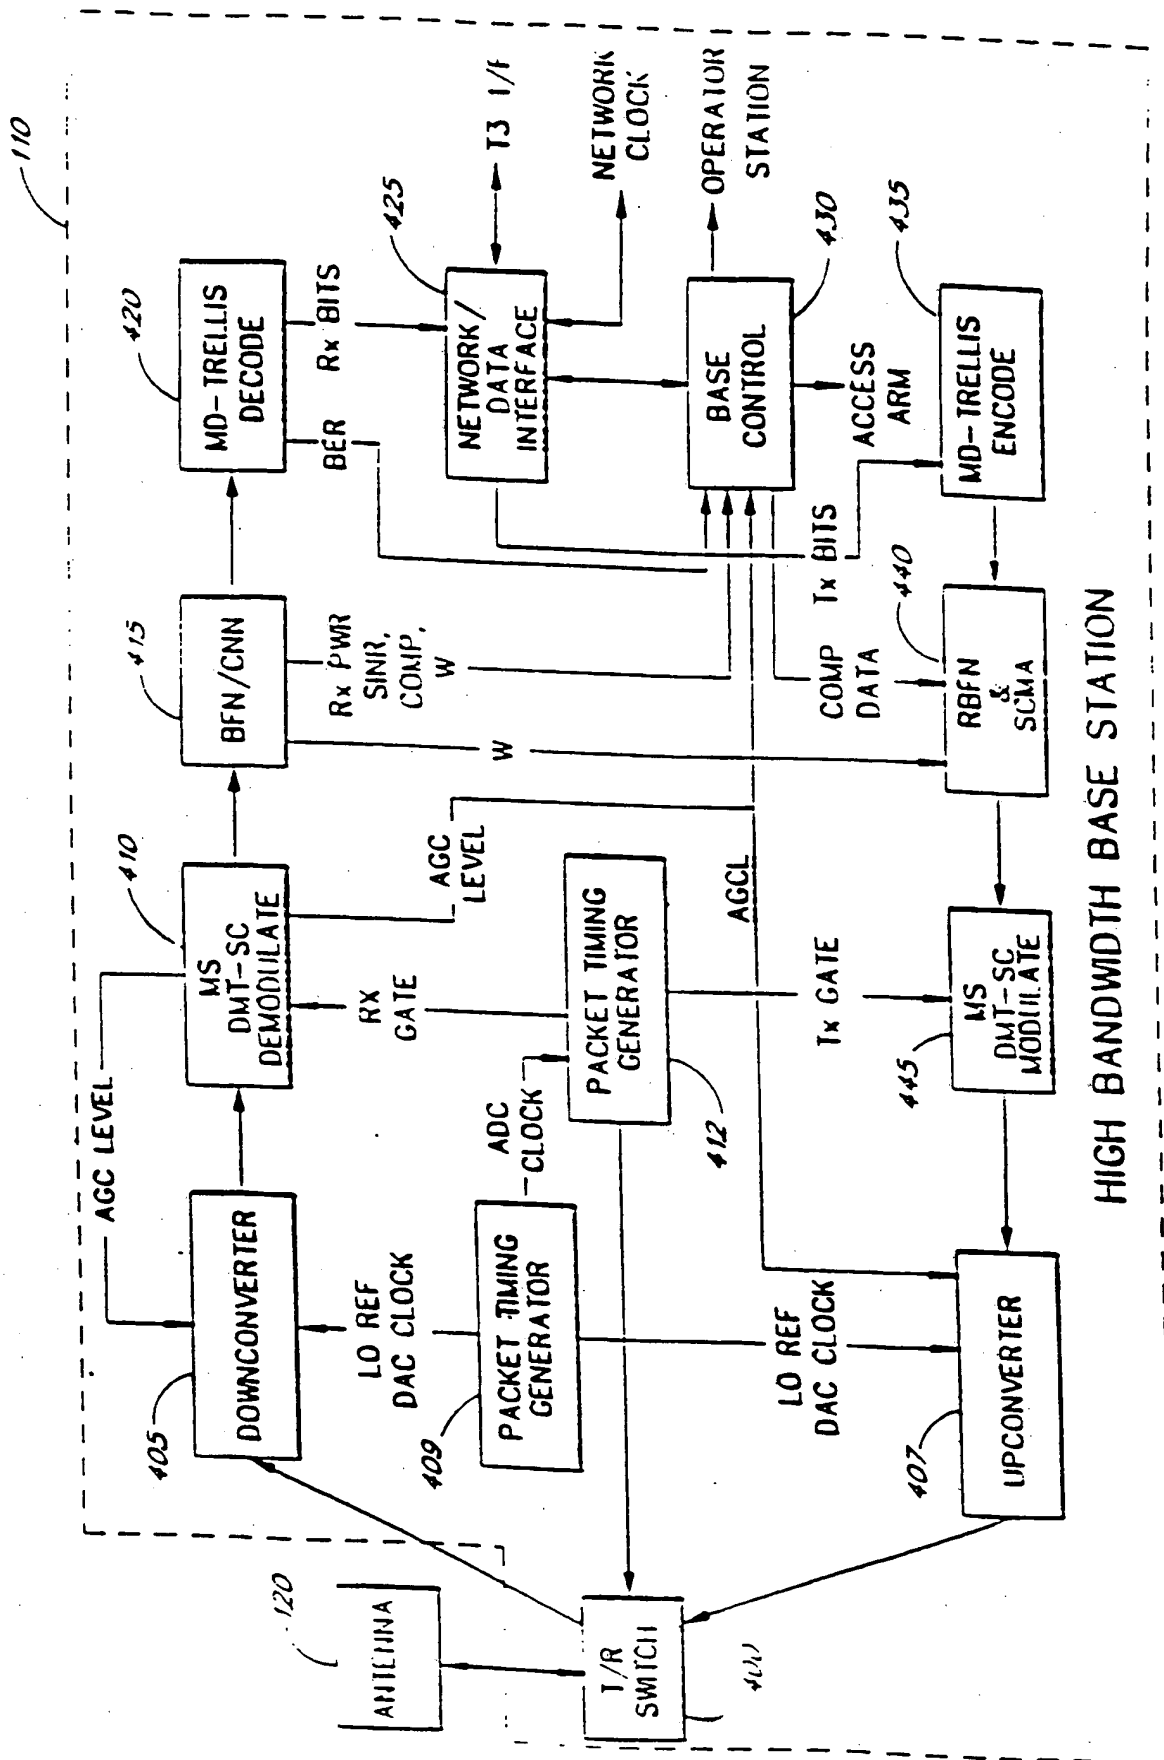 110
120
ANTENNA
T/R
SWITCH
400
AGC LEVEL
405
DOWNCONVERTER
410
MS
DMT-SC
DEMODULATE
415
BFN/CNN
420
MD-TRELLIS
DECODE
LO REF
DAC CLOCK
RX
GATE
AGC
LEVEL
Rx PWR
SINR,
COMP,
W
W
BER
Rx BITS
409
PACKET TIMING
GENERATOR
ADC
CLOCK
PACKET TIMING
GENERATOR
412
425
NETWORK/
DATA
INTERFACE
T3 I/F
NETWORK
CLOCK
AGCL
BASE
CONTROL
430
OPERATOR
STATION
LO REF
DAC CLOCK
Tx GATE
COMP
DATA
Tx BITS
ACCESS
ARM
407
UPCONVERTER
445
MS
DMT-SC
MODULATE
440
RBFN
&
SCMA
435
MD-TRELLIS
ENCODE
HIGH BANDWIDTH BASE STATION